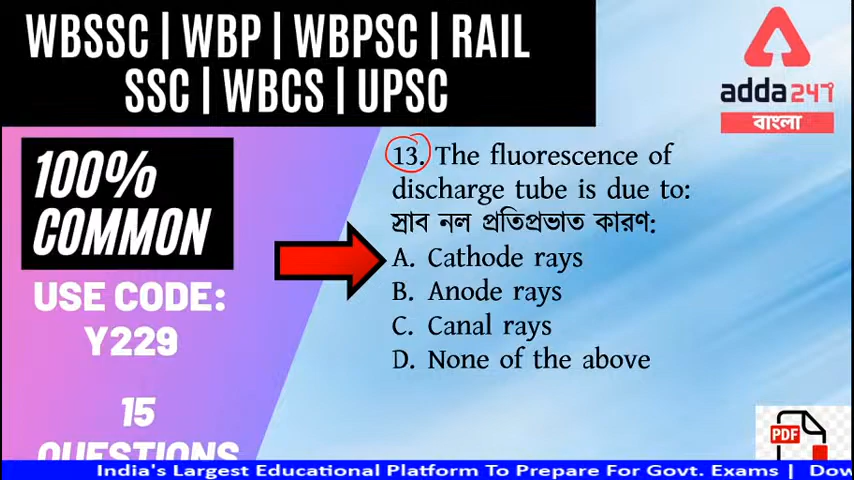 WBSSC | WBP | WBPSC | RAIL
SSC | WBCS | UPSC
adda247
বাংলা
100%
COMMON
USE CODE:
Y229
15
QUESTIONS
13. The fluorescence of
discharge tube is due to:
স্রাব নল প্রতিপ্রভাত কারণ:
A. Cathode rays
B. Anode rays
C. Canal rays
D. None of the above
PDF
India's Largest Educational Platform To Prepare For Govt. Exams |